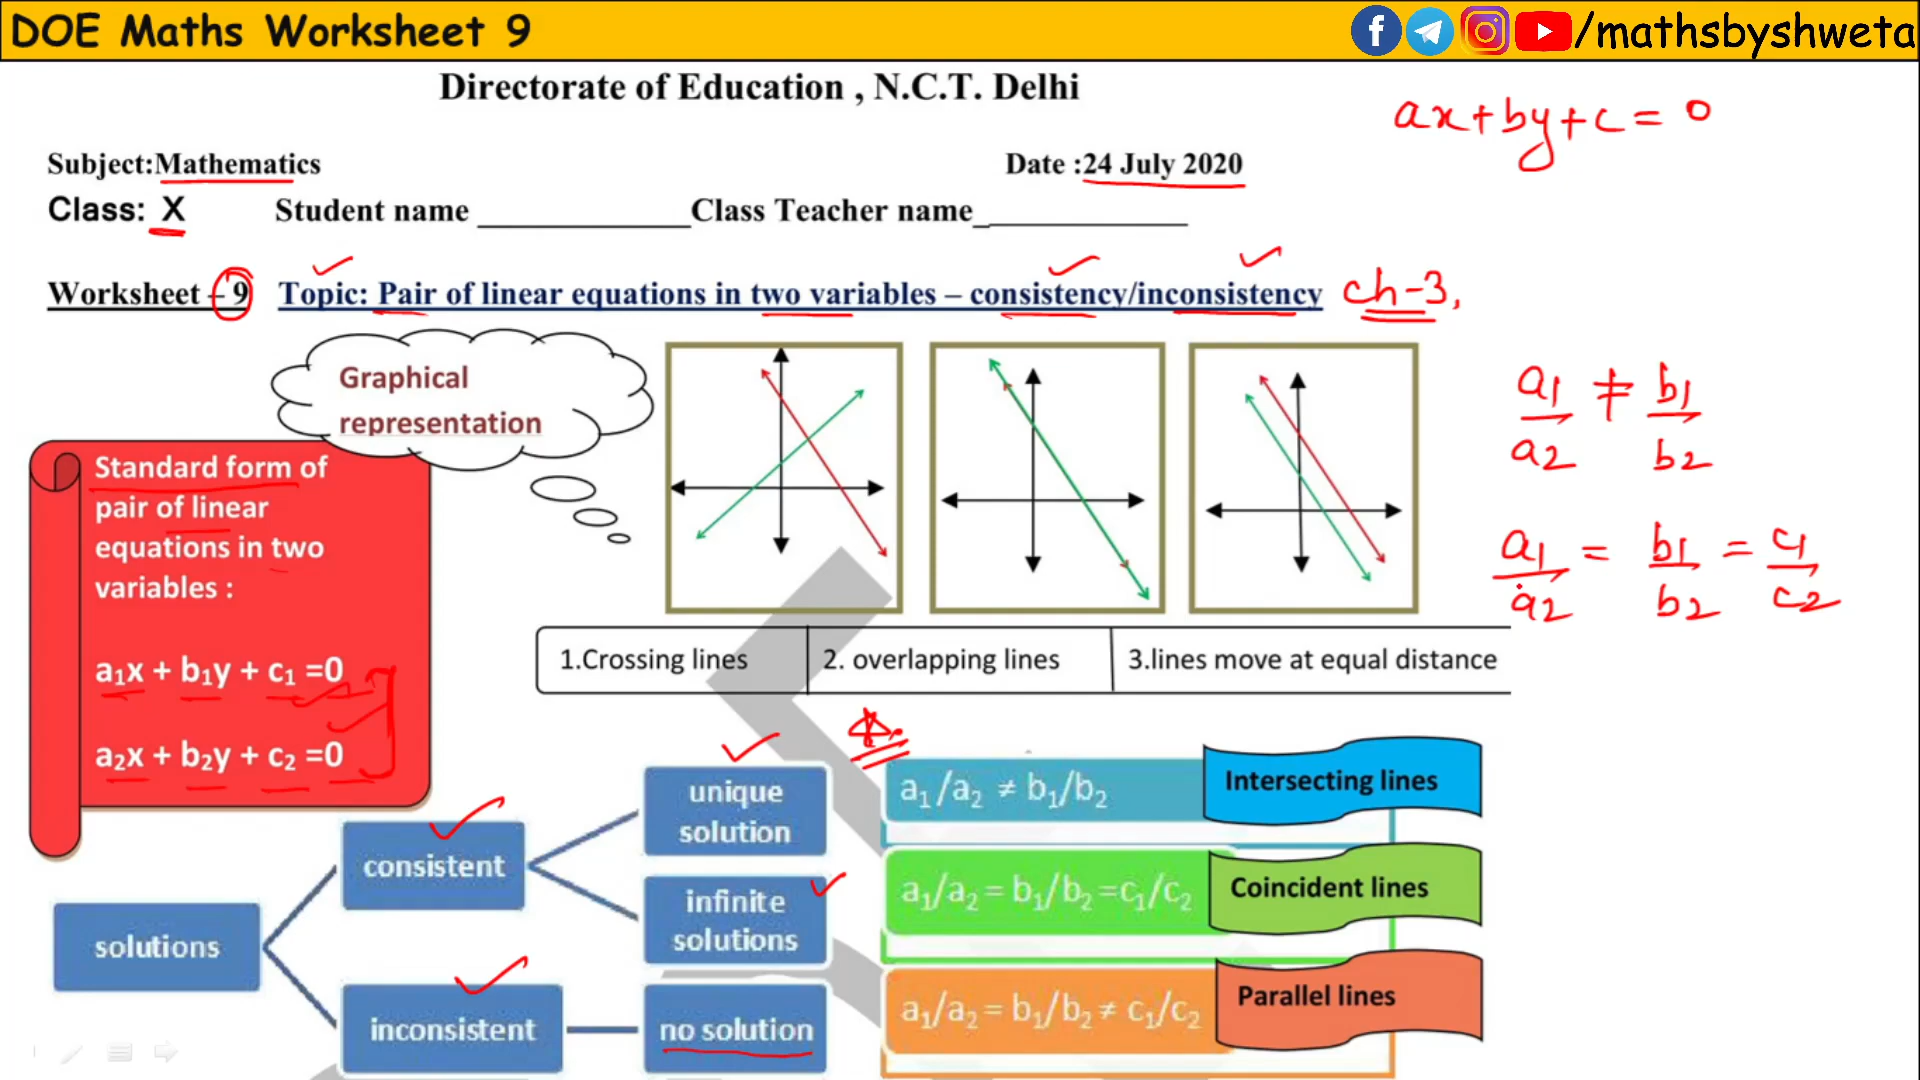 DOE Maths Worksheet 9
/mathsbyshweta
Directorate of Education , N.C.T. Delhi
ax+by+c=0
Subject:Mathematics
Date :24 July 2020
Class: X Student name ____________Class Teacher name_____________
Worksheet – 9 Topic: Pair of linear equations in two variables – consistency/inconsistency ch-3,
Graphical
representation
Standard form of
pair of linear
equations in two
variables :
a₁x + b₁y + c₁ =0
a₂x + b₂y + c₂ =0
a₁/a₂ ≠ b₁/b₂
a₁/a₂ = b₁/b₂ = c₁/c₂
1.Crossing lines
2. overlapping lines
3.lines move at equal distance
solutions
consistent
inconsistent
unique
solution
infinite
solutions
no solution
a₁/a₂ ≠ b₁/b₂
Intersecting lines
a₁/a₂ = b₁/b₂ =c₁/c₂
Coincident lines
a₁/a₂ = b₁/b₂ ≠ c₁/c₂
Parallel lines